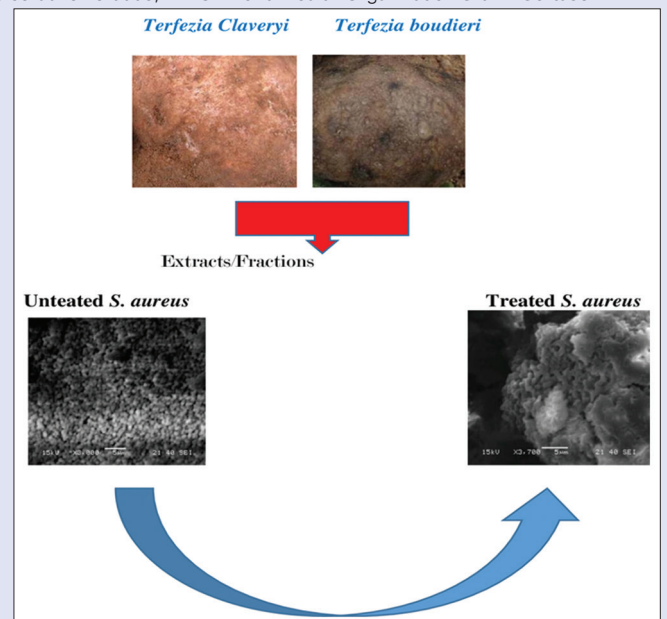 Terfezia Claveryi Terfezia boudieri
Extracts/Fractions
Unteated S. aureus Treated S. aureus
15kV 5µm 21 40 SEI 15kV X3,700 5µm 21 40 SEI